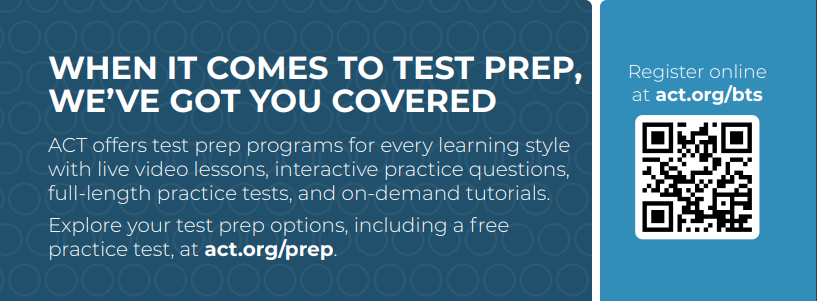 WHEN IT COMES TO TEST PREP,
WE’VE GOT YOU COVERED
ACT offers test prep programs for every learning style
with live video lessons, interactive practice questions,
full-length practice tests, and on-demand tutorials.
Explore your test prep options, including a free
practice test, at act.org/prep.
Register online
at act.org/bts